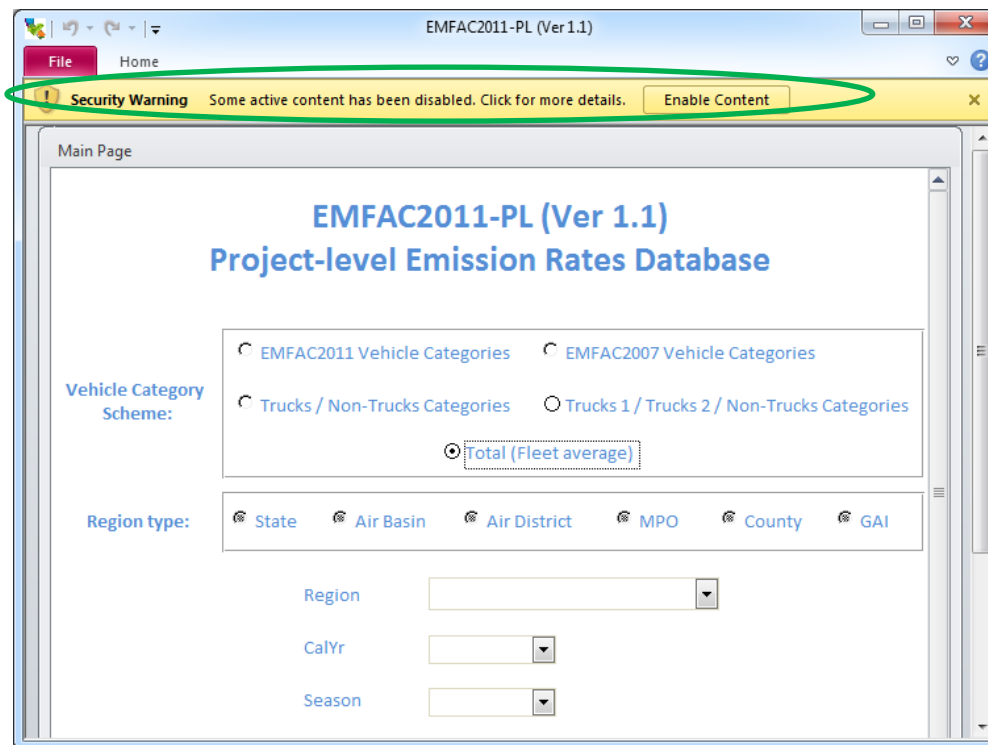 EMFAC2011-PL (Ver 1.1)
File Home
Security Warning Some active content has been disabled. Click for more details. Enable Content
Main Page
EMFAC2011-PL (Ver 1.1)
Project-level Emission Rates Database
Vehicle Category Scheme:
EMFAC2011 Vehicle Categories EMFAC2007 Vehicle Categories
Trucks / Non-Trucks Categories Trucks 1 / Trucks 2 / Non-Trucks Categories
Total (Fleet average)
Region type: State Air Basin Air District MPO County GAI
Region
CalYr
Season